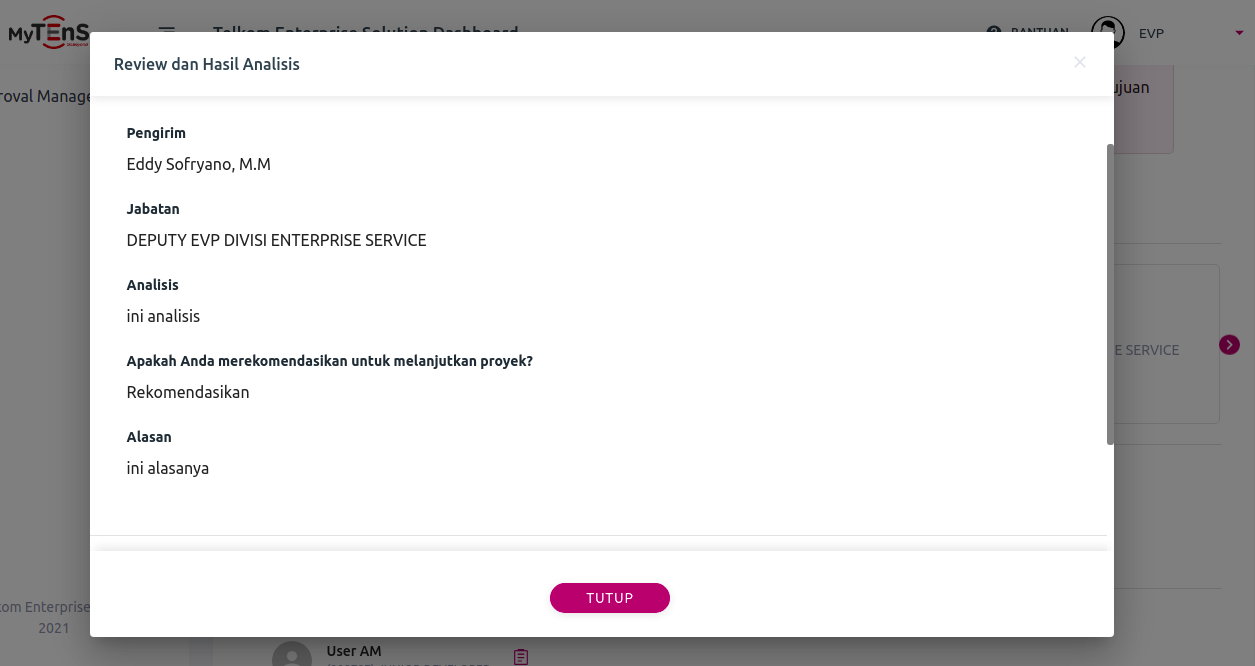 MyTEnS
Telkom Enterprise Solution Dashboard
BANTUAN
EVP
Review dan Hasil Analisis
Pengirim
Eddy Sofryano, M.M
Jabatan
DEPUTY EVP DIVISI ENTERPRISE SERVICE
Analisis
ini analisis
Apakah Anda merekomendasikan untuk melanjutkan proyek?
Rekomendasikan
Alasan
ini alasanya
TUTUP
roval Manage
ujuan
E SERVICE
kom Enterprise
2021
User AM